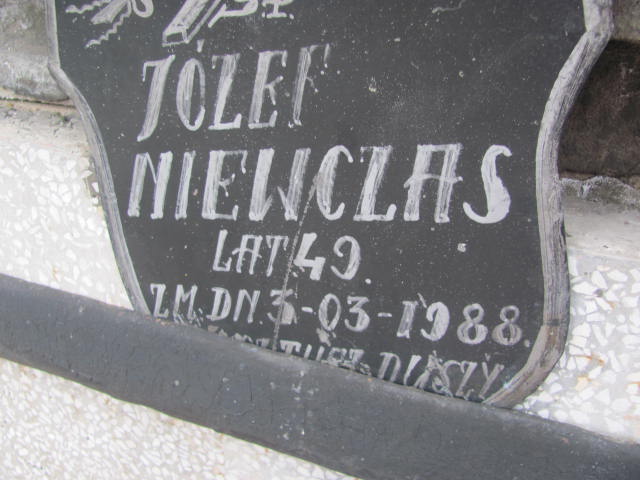 Ś.P.
JÓZEF
NIEWCZAS
LAT 49.
ZM. DN. 3-03-1988.
DUSZY